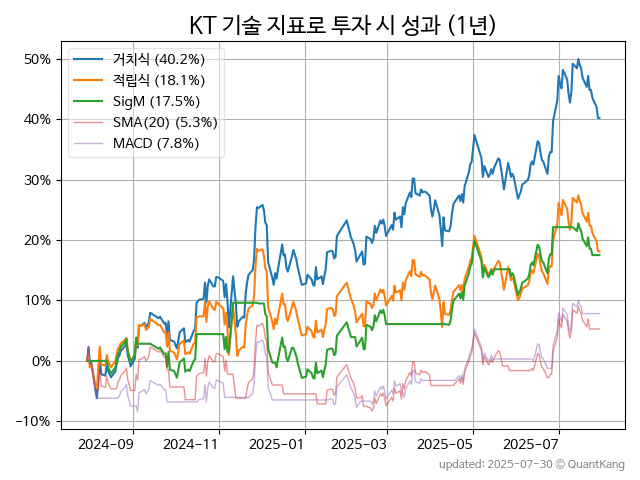 KT 기술 지표로 투자 시 성과 (1년)
거치식 (40.2%)
적립식 (18.1%)
SigM (17.5%)
SMA(20) (5.3%)
MACD (7.8%)
50%
40%
30%
20%
10%
0%
−10%
2024-09 2024-11 2025-01 2025-03 2025-05 2025-07
updated: 2025-07-30 © QuantKang